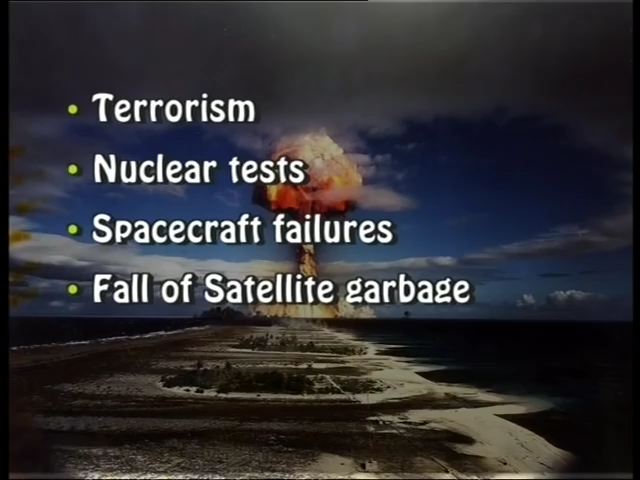 • Terrorism
• Nuclear tests
• Spacecraft failures
• Fall of Satellite garbage